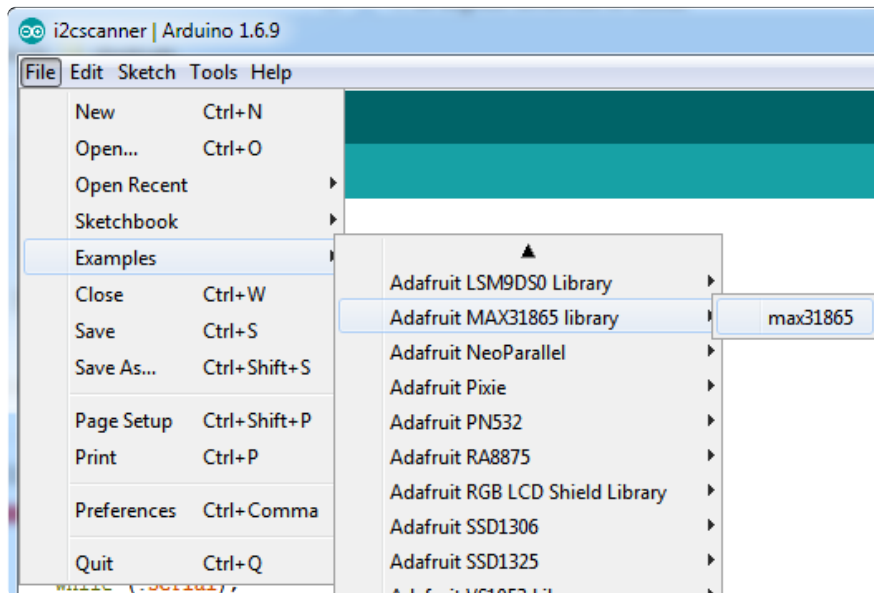 i2cscanner | Arduino 1.6.9
File Edit Sketch Tools Help
New Ctrl+N
Open... Ctrl+O
Open Recent
Sketchbook
Examples
Close Ctrl+W
Save Ctrl+S
Save As... Ctrl+Shift+S
Page Setup Ctrl+Shift+P
Print Ctrl+P
Preferences Ctrl+Comma
Quit Ctrl+Q
Adafruit LSM9DS0 Library
Adafruit MAX31865 library
Adafruit NeoParallel
Adafruit Pixie
Adafruit PN532
Adafruit RA8875
Adafruit RGB LCD Shield Library
Adafruit SSD1306
Adafruit SSD1325
max31865